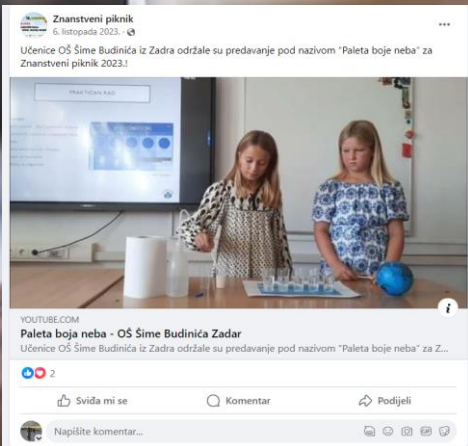 Znanstveni piknik
6. listopada 2023.
Učenice OŠ Šime Budinića iz Zadra održale su predavanje pod nazivom "Paleta boje neba" za
Znanstveni piknik 2023.!
PRAKTIČAN RAD
YOUTUBE.COM
Paleta boja neba - OŠ Šime Budinića Zadar
Učenice OŠ Šime Budinića iz Zadra održale su predavanje pod nazivom "Paleta boje neba" za Z...
2
Sviđa mi se
Komentar
Podijeli
Napišite komentar...
GIF